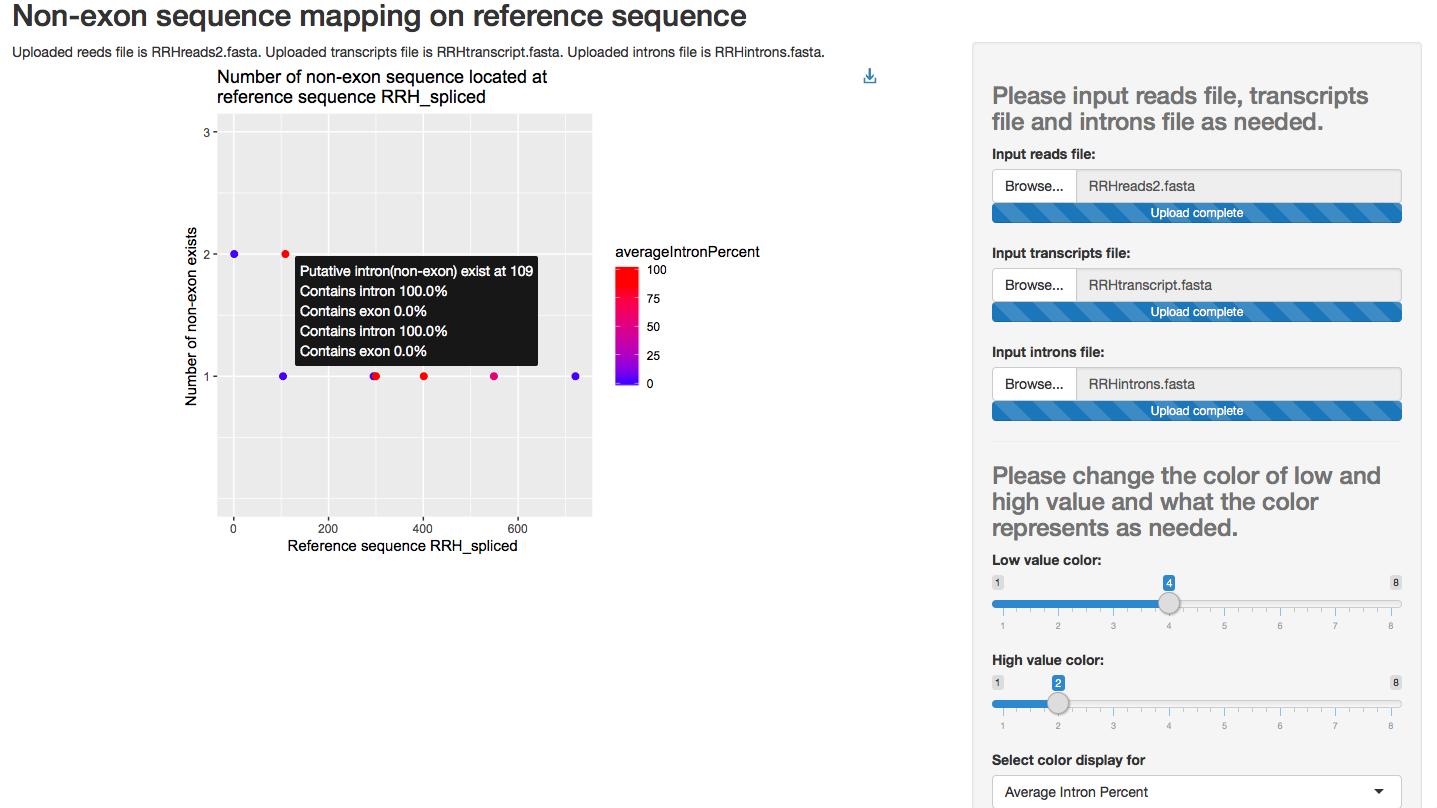 Non-exon sequence mapping on reference sequence
Uploaded reeds file is RRHreads2.fasta. Uploaded transcripts file is RRHtranscript.fasta. Uploaded introns file is RRHintrons.fasta.
Number of non-exon sequence located at
reference sequence RRH_spliced
3
2
1
Number of non-exon exists
Putative intron(non-exon) exist at 109
Contains intron 100.0%
Contains exon 0.0%
Contains intron 100.0%
Contains exon 0.0%
0 200 400 600
Reference sequence RRH_spliced
averageIntronPercent
100
75
50
25
0
Please input reads file, transcripts
file and introns file as needed.
Input reads file:
Browse... RRHreads2.fasta
Upload complete
Input transcripts file:
Browse... RRHtranscript.fasta
Upload complete
Input introns file:
Browse... RRHintrons.fasta
Upload complete
Please change the color of low and
high value and what the color
represents as needed.
Low value color:
1 4 8
1 2 3 4 5 6 7 8
High value color:
1 2 8
1 2 3 4 5 6 7 8
Select color display for
Average Intron Percent